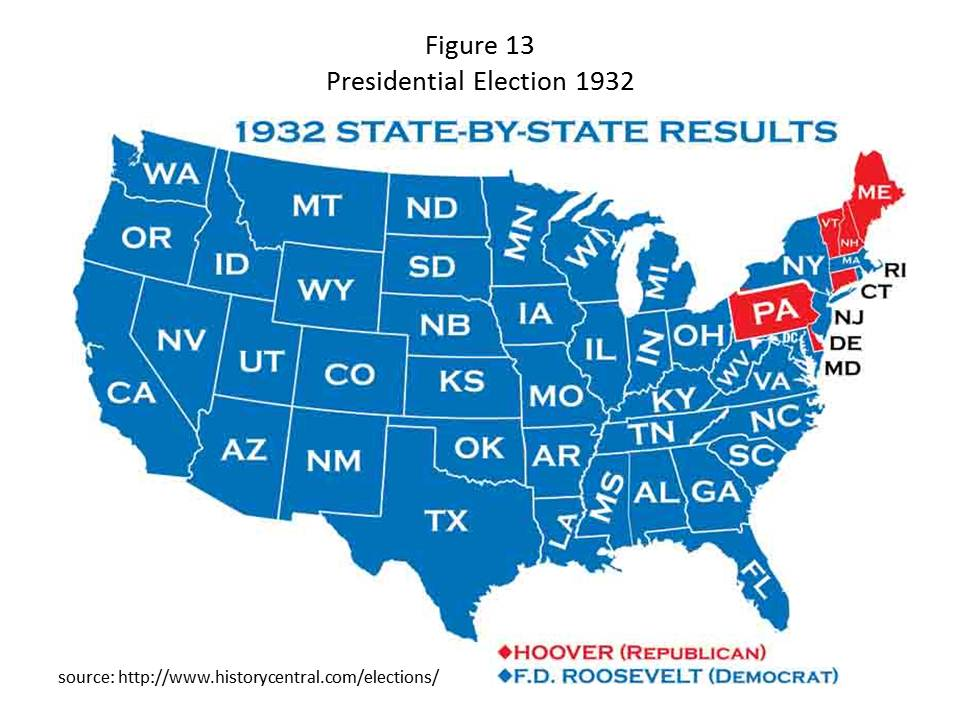 Figure 13
Presidential Election 1932
1932 STATE-BY-STATE RESULTS
WA
MT
ND
MN
OR
ID
SD
WI
MI
WY
NB
IA
NV
UT
CO
KS
IL
IN
OH
PA
NY
VT
NH
ME
MA
RI
CT
NJ
DE
MD
DC
CA
MO
KY
WV
VA
AZ
NM
OK
AR
TN
NC
SC
TX
LA
MS
AL
GA
FL
HOOVER (REPUBLICAN)
F.D. ROOSEVELT (DEMOCRAT)
source: http://www.historycentral.com/elections/